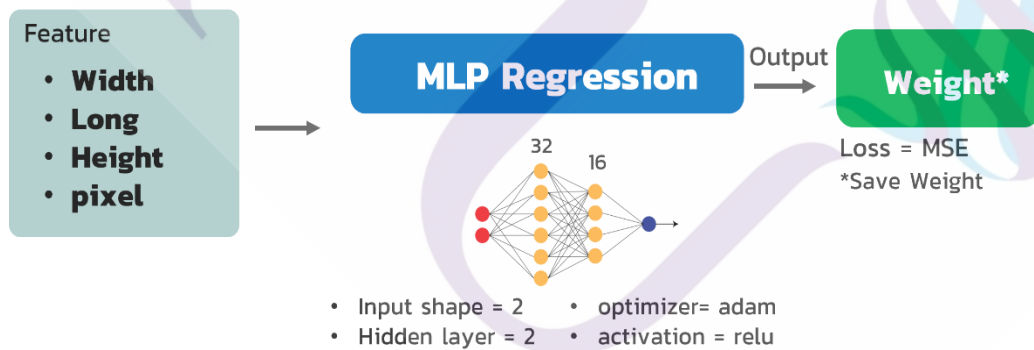 Feature
• Width
• Long
• Height
• pixel
MLP Regression
Output
Weight*
Loss = MSE
*Save Weight
32
16
• Input shape = 2
• Hidden layer = 2
• optimizer= adam
• activation = relu